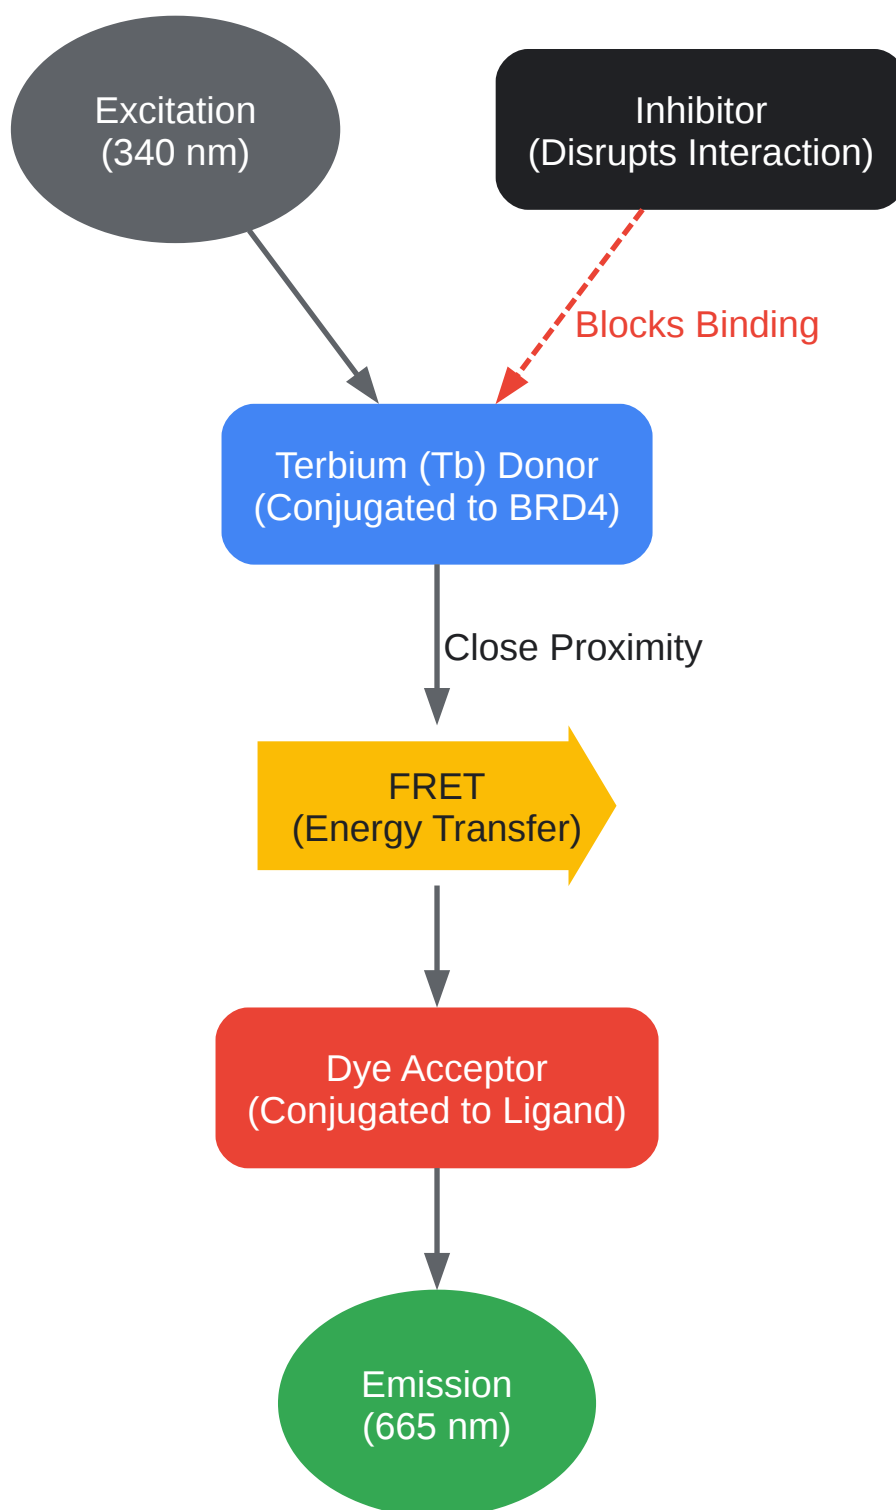 Excitation
(340 nm)
Inhibitor
(Disrupts Interaction)
Blocks Binding
Terbium (Tb) Donor
(Conjugated to BRD4)
Close Proximity
FRET
(Energy Transfer)
Dye Acceptor
(Conjugated to Ligand)
Emission
(665 nm)